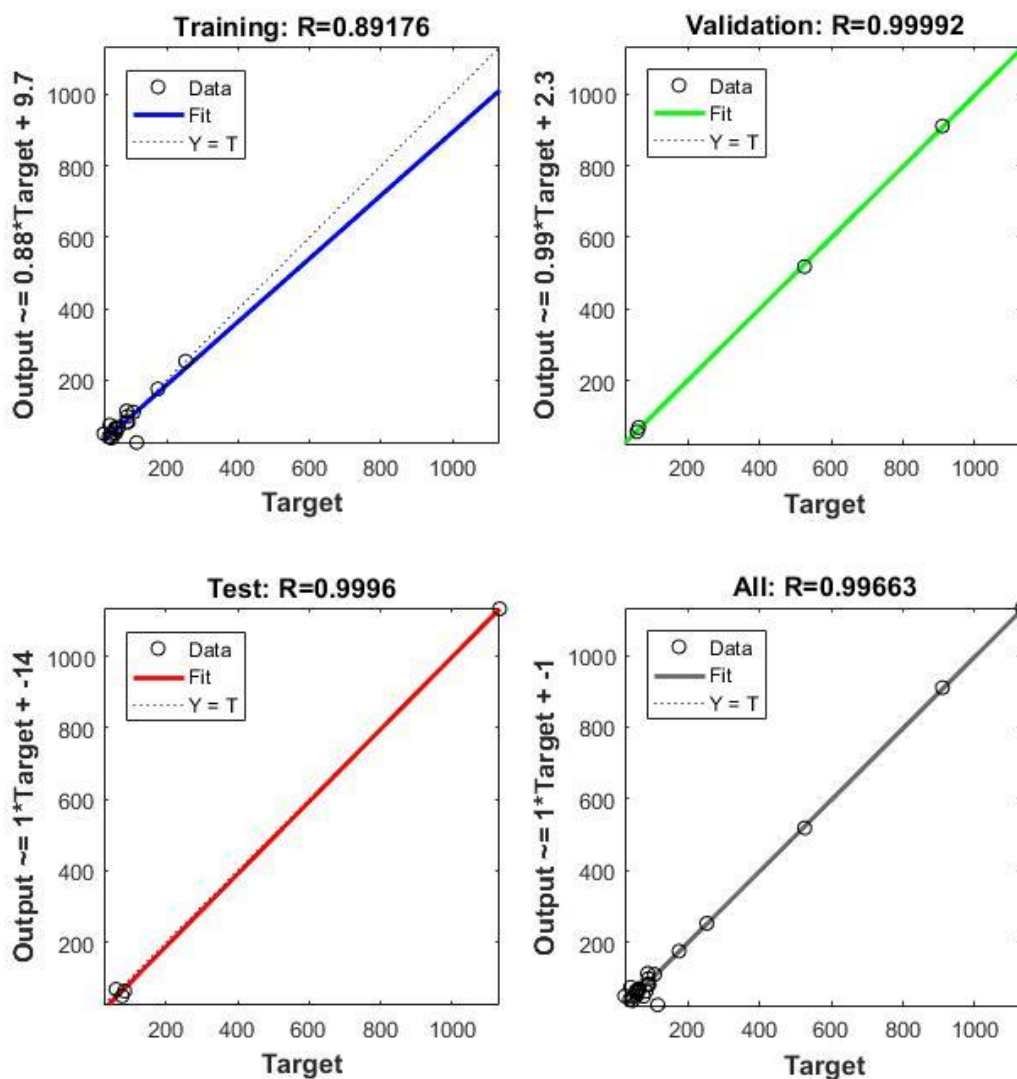 Training: R=0.89176
Output ~= 0.88*Target + 9.7
Data
Fit
Y = T
1000
800
600
400
200
200 400 600 800 1000
Target
Validation: R=0.99992
Output ~= 0.99*Target + 2.3
Data
Fit
Y = T
1000
800
600
400
200
200 400 600 800 1000
Target
Test: R=0.9996
Output ~= 1*Target + -14
Data
Fit
Y = T
1000
800
600
400
200
200 400 600 800 1000
Target
All: R=0.99663
Output ~= 1*Target + -1
Data
Fit
Y = T
1000
800
600
400
200
200 400 600 800 1000
Target